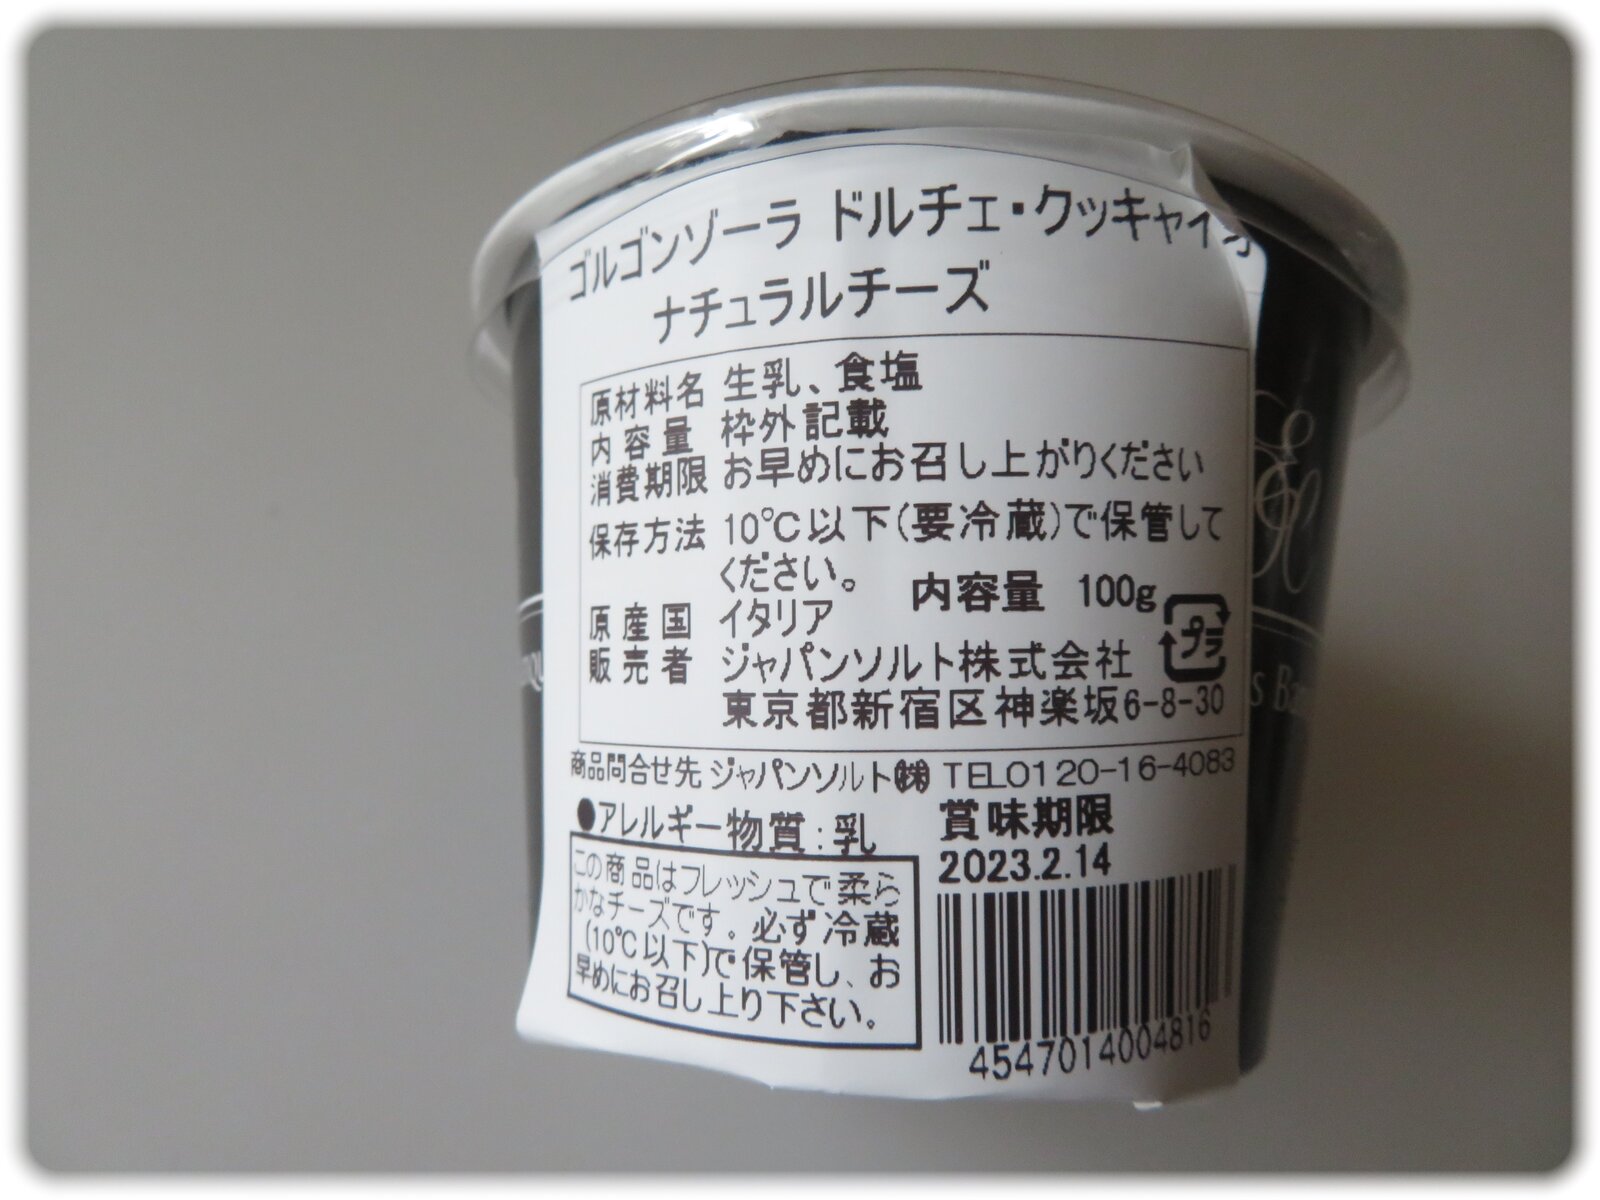 ゴルゴンゾーラ ドルチェ・クッキャイオ
ナチュラルチーズ
原材料名 生乳、食塩
内容量 枠外記載
消費期限 お早めにお召し上がりください
保存方法 10℃以下(要冷蔵)で保管して
ください。 内容量 100g
原産国 イタリア
プラ
販売者 ジャパンソルト株式会社
東京都新宿区神楽坂6-8-30
商品問合せ先 ジャパンソルト㈱ TEL0120-16-4083
●アレルギー物質:乳
賞味期限
2023.2.14
この商品はフレッシュで柔ら
かなチーズです。必ず冷蔵
(10℃以下)で保管し、お
早めにお召し上り下さい。
4547014004816